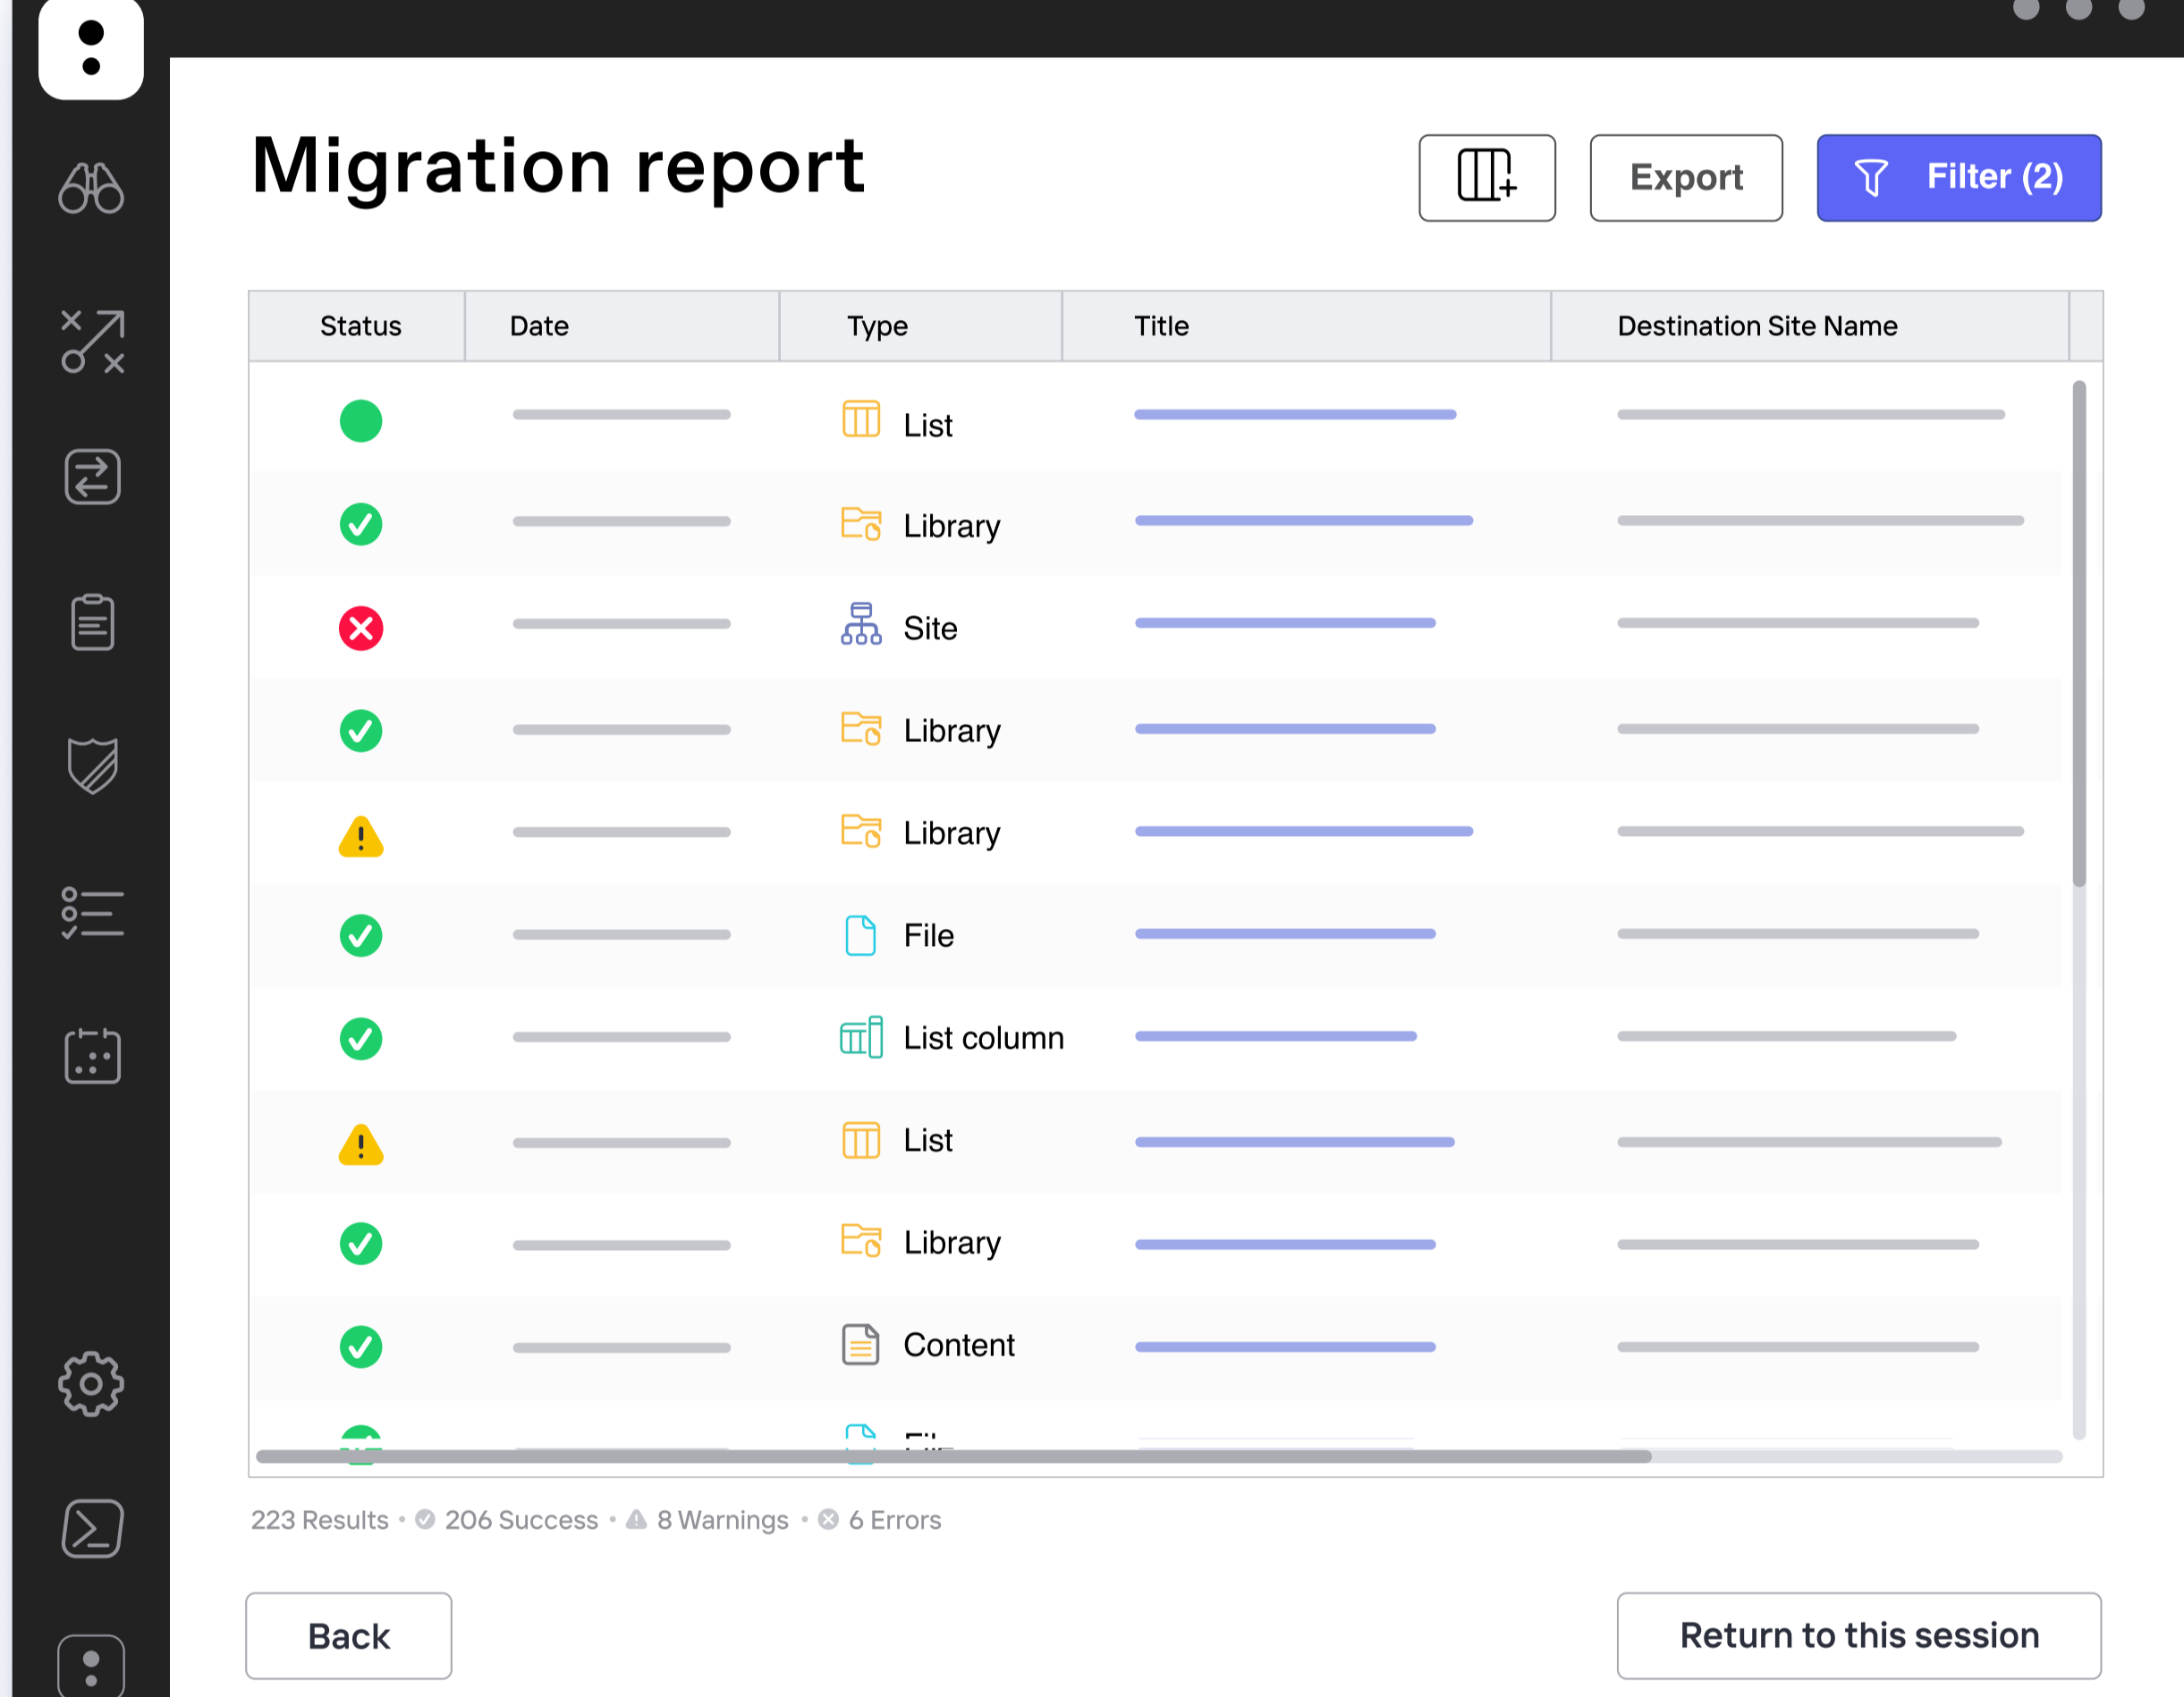 Migration report
Export
Filter (2)
Status Date Type Title Destination Site Name
List
Library
Site
Library
Library
File
List column
List
Library
Content
223 Results • 206 Success • 8 Warnings • 6 Errors
Back
Return to this session